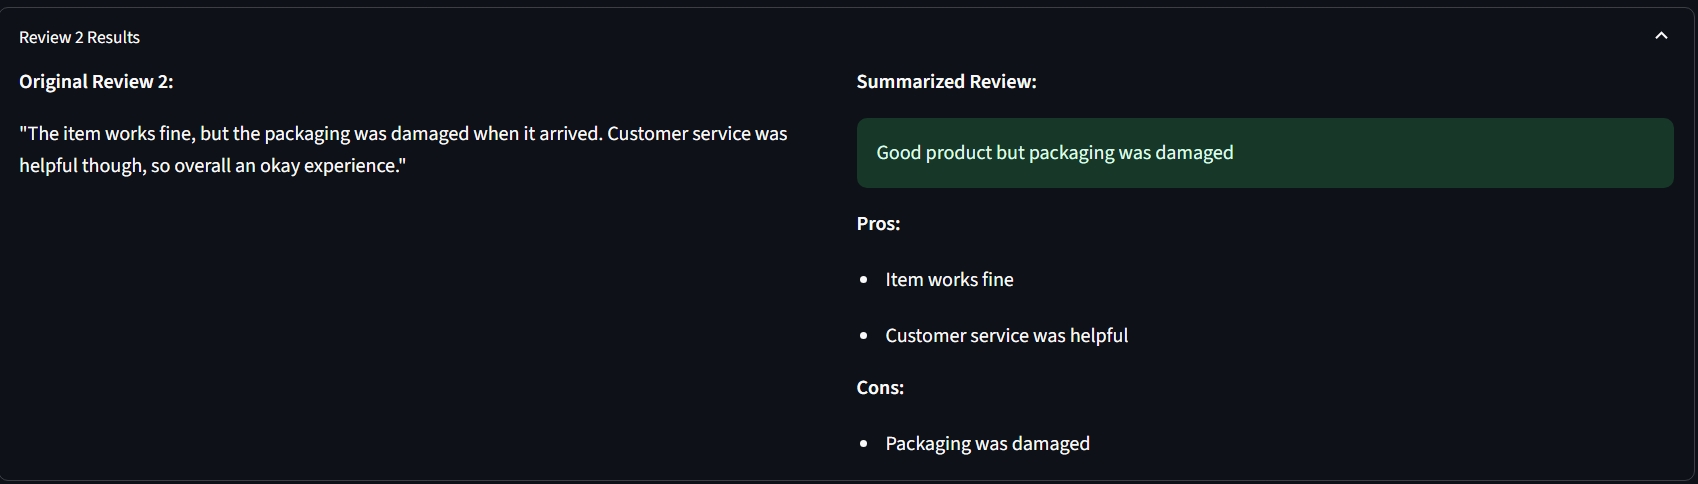 Review 2 Results
Original Review 2:
"The item works fine, but the packaging was damaged when it arrived. Customer service was
helpful though, so overall an okay experience."
Summarized Review:
Good product but packaging was damaged
Pros:
• Item works fine
• Customer service was helpful
Cons:
• Packaging was damaged